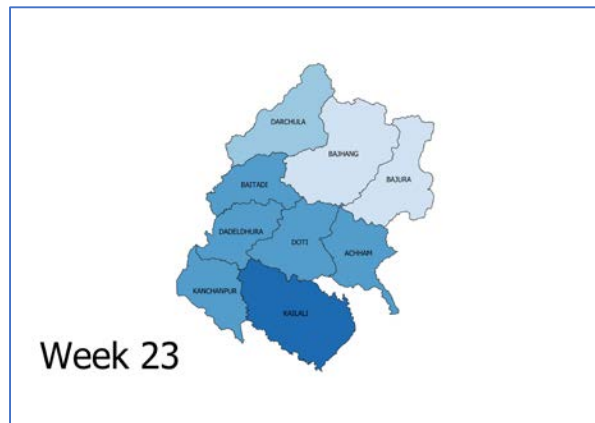 DARCHULA
BAJHANG
BAJURA
BAITADI
DADELDHURA
DOTI
ACHHAM
KANCHANPUR
KAILALI
Week 23